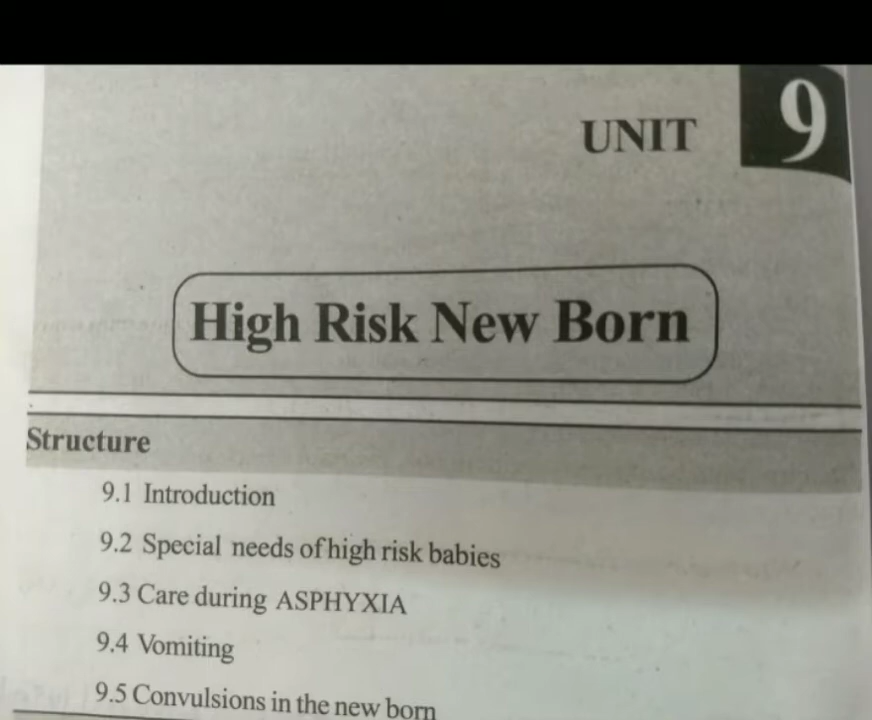 UNIT 9
High Risk New Born
Structure
9.1 Introduction
9.2 Special needs of high risk babies
9.3 Care during ASPHYXIA
9.4 Vomiting
9.5 Convulsions in the new born